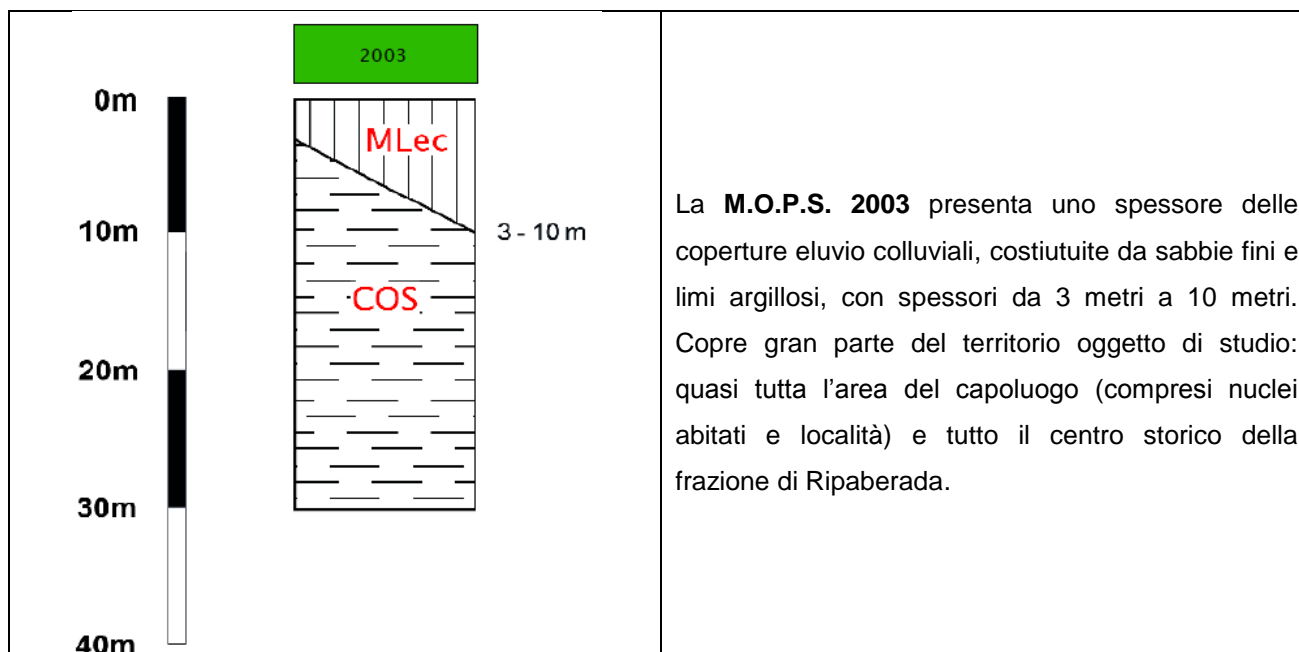 2003
0m
MLec
10m
3 - 10 m
COS
20m
30m
40m
La M.O.P.S. 2003 presenta uno spessore delle
coperture eluvio colluviali, costiutuite da sabbie fini e
limi argillosi, con spessori da 3 metri a 10 metri.
Copre gran parte del territorio oggetto di studio:
quasi tutta l’area del capoluogo (compresi nuclei
abitati e località) e tutto il centro storico della
frazione di Ripaberada.